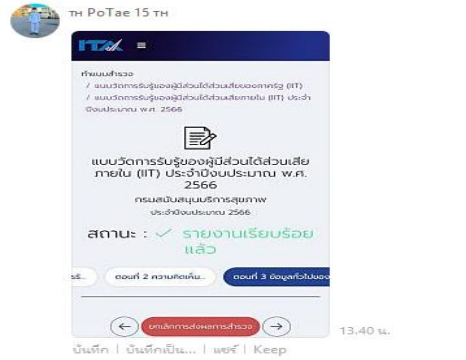 TH PoTae 15 TH
ITA
ทำแบบสำรวจ
/ แบบวัดการรับรู้ของผู้มีส่วนได้ส่วนเสียของภาครัฐ (IIT)
/ แบบวัดการรับรู้ของผู้มีส่วนได้ส่วนเสียภายใน (IIT) ประจำ
ปีงบประมาณ พ.ศ. 2566
แบบวัดการรับรู้ของผู้มีส่วนได้ส่วนเสีย
ภายใน (IIT) ประจำปีงบประมาณ พ.ศ.
2566
กรมสนับสนุนบริการสุขภาพ
ประจำปีงบประมาณ 2566
สถานะ : ✓ รายงานเรียบร้อย
แล้ว
ตอนที่ 2 ความคิดเห็น... ตอนที่ 3 ข้อมูลทั่วไปของ
ยกเลิกการส่งผลการสำรวจ
13.40 น.
บันทึก | บันทึกเป็น... | แชร์ | Keep